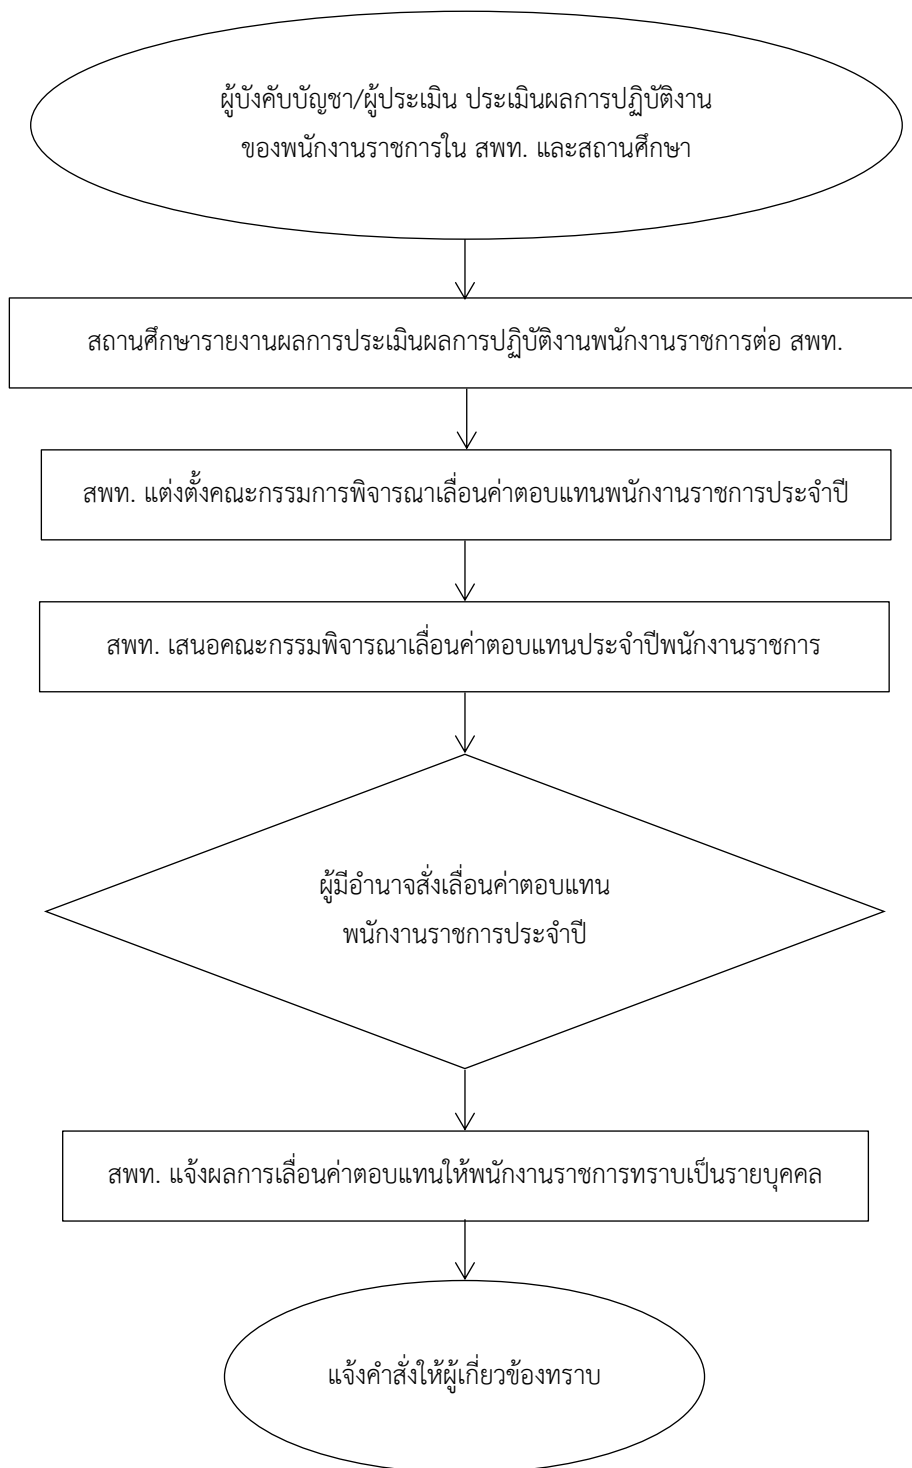 ผู้บังคับบัญชา/ผู้ประเมิน ประเมินผลการปฏิบัติงาน
ของพนักงานราชการใน สพท. และสถานศึกษา
สถานศึกษารายงานผลการประเมินผลการปฏิบัติงานพนักงานราชการต่อ สพท.
สพท. แต่งตั้งคณะกรรมการพิจารณาเลื่อนค่าตอบแทนพนักงานราชการประจำปี
สพท. เสนอคณะกรรมพิจารณาเลื่อนค่าตอบแทนประจำปีพนักงานราชการ
ผู้มีอำนาจสั่งเลื่อนค่าตอบแทน
พนักงานราชการประจำปี
สพท. แจ้งผลการเลื่อนค่าตอบแทนให้พนักงานราชการทราบเป็นรายบุคคล
แจ้งคำสั่งให้ผู้เกี่ยวข้องทราบ